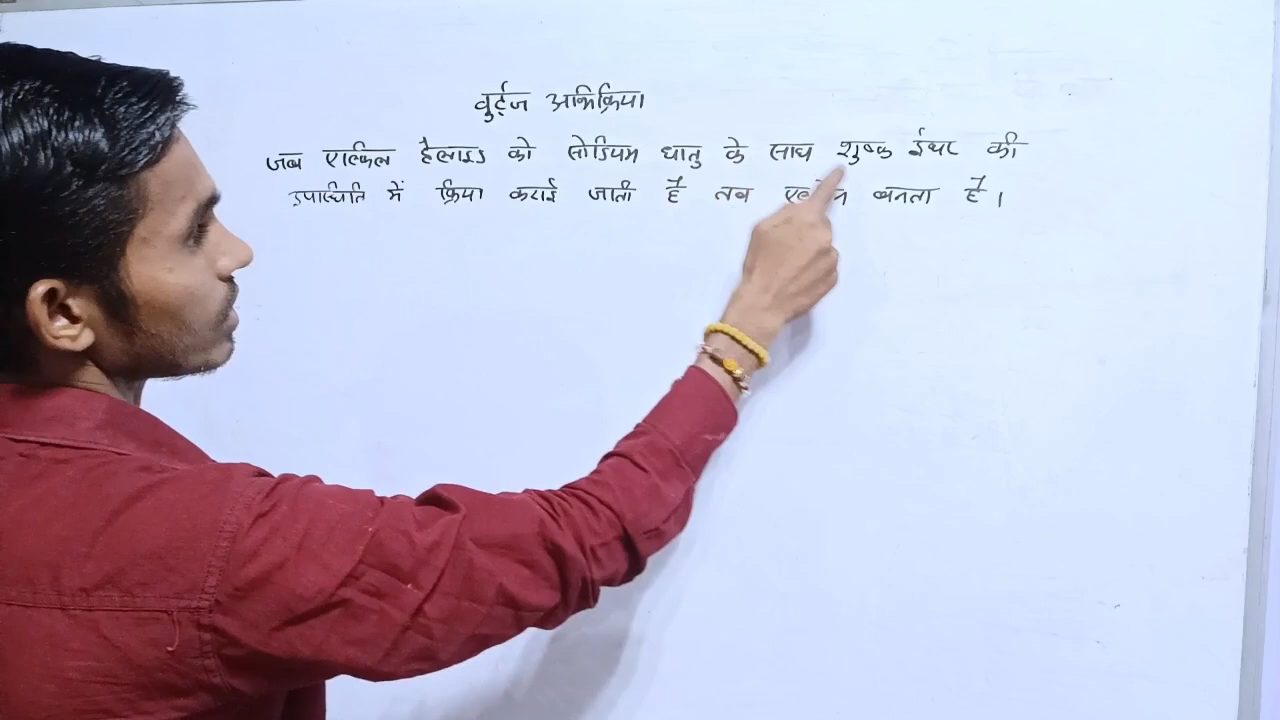 वुर्ट्ज अभिक्रिया
जब एल्किल हैलाइड को सोडियम धातु के साथ शुष्क ईथर की
उपस्थिति में क्रिया कराई जाती है तब बनता है।